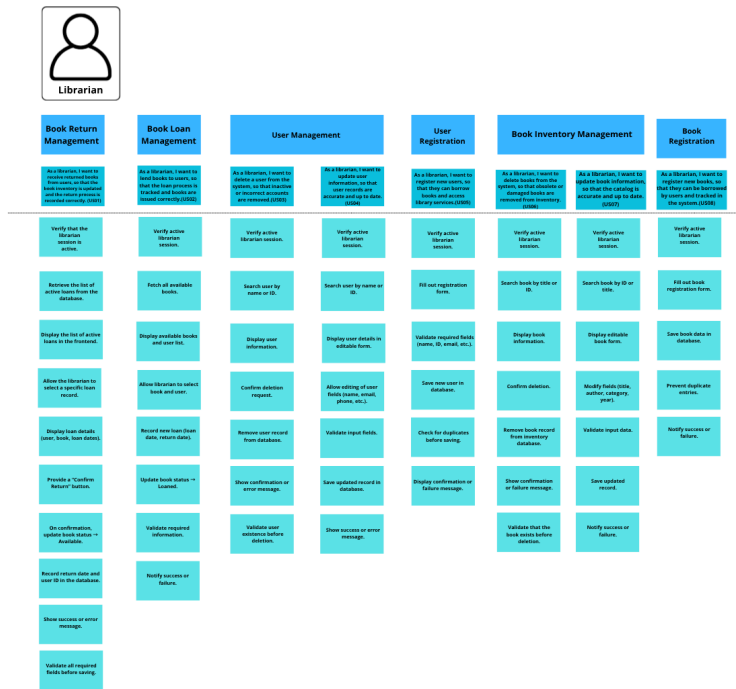 Librarian
Book Return
Management
Book Loan
Management
User Management
User
Registration
Book Inventory Management
Book
Registration
As a librarian, I want to
receive returned books
from users, so that the
book inventory is updated
and the return process is
recorded correctly. (US01)
As a librarian, I want to
lend books to users, so
that the loan process is
tracked and books are
issued correctly.(US02)
As a librarian, I want to
delete a user from the
system, so that inactive
or incorrect accounts
are removed.(US03)
As a librarian, I want to
update user
information, so that
user records are
accurate and up to date.
(US04)
As a librarian, I want to
register new users, so
that they can borrow
books and access
library services.(US05)
As a librarian, I want to
delete books from the
system, so that obsolete or
damaged books are
removed from inventory.
(US06)
As a librarian, I want to
update book information,
so that the catalog is
accurate and up to date.
(US07)
As a librarian, I want to
register new books, so
that they can be borrowed
by users and tracked in
the system.(US08)
Verify that the
librarian
session is
active.
Retrieve the list
of active loans from the
database.
Display the list of active
loans in the frontend.
Allow the librarian to
select a specific loan
record.
Display loan details
(user, book, loan dates).
Provide a "Confirm
Return" button.
On confirmation,
update book status →
Available.
Record return date and
user ID in the database.
Show success or error
message.
Validate all required
fields before saving.
Verify active
librarian
session.
Fetch all available
books.
Display available books
and user list.
Allow librarian to select
book and user.
Record new loan (loan
date, return date).
Update book status →
Loaned.
Validate required
information.
Notify success or
failure.
Verify active
librarian session.
Search user by
name or ID.
Display user
information.
Confirm deletion
request.
Remove user record
from database.
Show confirmation or
error message.
Validate user
existence before
deletion.
Verify active
librarian
session.
Search user by name or
ID.
Display user details in
editable form.
Allow editing of user
fields (name, email,
phone, etc.).
Validate input fields.
Save updated record in
database.
Show success or error
message.
Verify active
librarian
session.
Fill out registration
form.
Validate required fields
(name, ID, email, etc.).
Save new user in
database.
Check for duplicates
before saving.
Display confirmation or
failure message.
Verify active
librarian session.
Search book by title or
ID.
Display book
information.
Confirm deletion.
Remove book record
from inventory
database.
Show confirmation
or failure message.
Validate that the
book exists before
deletion.
Verify active
librarian
session.
Search book by ID or
title.
Display editable
book form.
Modify fields (title,
author, category,
year).
Validate input data.
Save updated
record.
Notify success or
failure.
Verify active
librarian
session.
Fill out book
registration form.
Save book data in
database.
Prevent duplicate
entries.
Notify success or
failure.